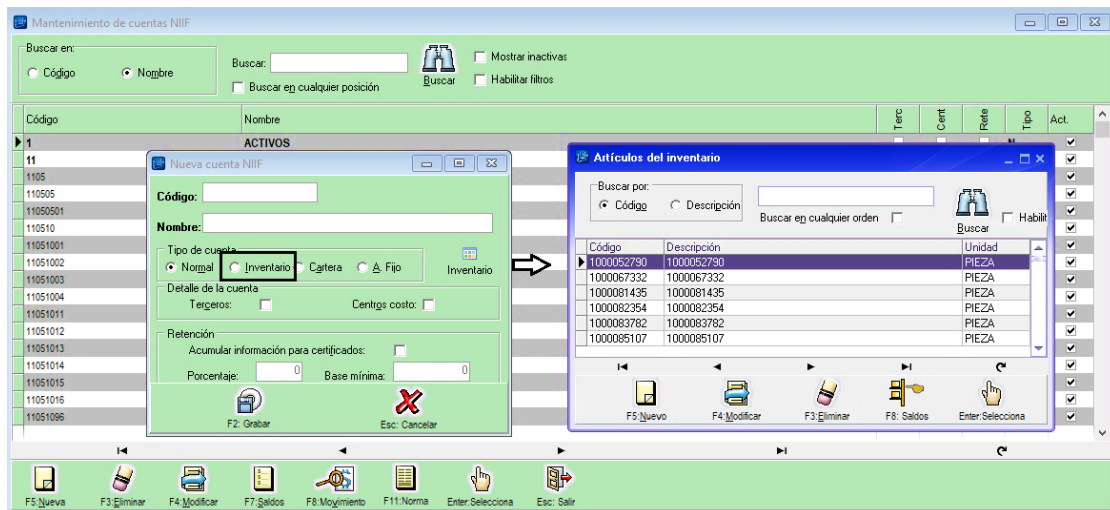 Mantenimiento de cuentas NIIF
Buscar en:
Código
Nombre
Buscar:
Buscar en cualquier posición
Buscar
Mostrar inactivas
Habilitar filtros
Código Nombre Terc Cent Rete Tipo Act.
1 ACTIVOS N
11
1105
110505
11050501
110510
11051001
11051002
11051003
11051004
11051011
11051012
11051013
11051014
11051015
11051016
11051096
Nueva cuenta NIIF
Código:
Nombre:
Tipo de cuenta
Normal Inventario Cartera A. Fijo
Inventario
Detalle de la cuenta
Terceros: Centros costo:
Retención
Acumular información para certificados:
Porcentaje: 0 Base mínima: 0
F2: Grabar Esc: Cancelar
Artículos del inventario
Buscar por:
Código Descripción
Buscar en cualquier orden
Buscar
Habilit
Código Descripción Unidad
1000052790 1000052790 PIEZA
1000067332 1000067332 PIEZA
1000081435 1000081435 PIEZA
1000082354 1000082354 PIEZA
1000083782 1000083782 PIEZA
1000085107 1000085107 PIEZA
F5:Nuevo F4:Modificar F3:Eliminar F8: Saldos Enter:Selecciona
F5:Nueva F3:Eliminar F4:Modificar F7:Saldos F8:Movimiento F11:Norma Enter:Selecciona Esc: Salir